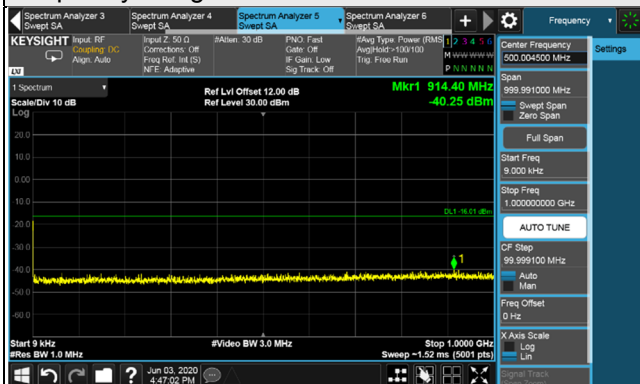 Spectrum Analyzer 3
Swept SA
Spectrum Analyzer 4
Swept SA
Spectrum Analyzer 5
Swept SA
Spectrum Analyzer 6
Swept SA
+
Frequency
KEYSIGHT
Input: RF
Coupling: DC
Align: Auto
Input Z: 50 Ω
Corrections: Off
Freq Ref: Int (S)
NFE: Adaptive
#Atten: 30 dB
PNO: Fast
Gate: Off
IF Gain: Low
Sig Track: Off
#Avg Type: Power (RMS
Avg|Hold:>100/100
Trig: Free Run
1 2 3 4 5 6
M W W W W W
P N N N N N
LXI
1 Spectrum
Scale/Div 10 dB
Log
Ref Lvl Offset 12.00 dB
Ref Level 30.00 dBm
Mkr1 914.40 MHz
-40.25 dBm
20.0
10.0
0.00
-10.0
DL1 -16.01 dBm
-20.0
-30.0
1
-40.0
-50.0
-60.0
Start 9 kHz
#Res BW 1.0 MHz
#Video BW 3.0 MHz
Stop 1.0000 GHz
Sweep ~1.52 ms (5001 pts)
Jun 03, 2020
4:47:02 PM
Center Frequency
500.004500 MHz
Settings
Span
999.991000 MHz
Swept Span
Zero Span
Full Span
Start Freq
9.000 kHz
Stop Freq
1.000000000 GHz
AUTO TUNE
CF Step
99.999100 MHz
Auto
Man
Freq Offset
0 Hz
X Axis Scale
Log
Lin
Signal Track